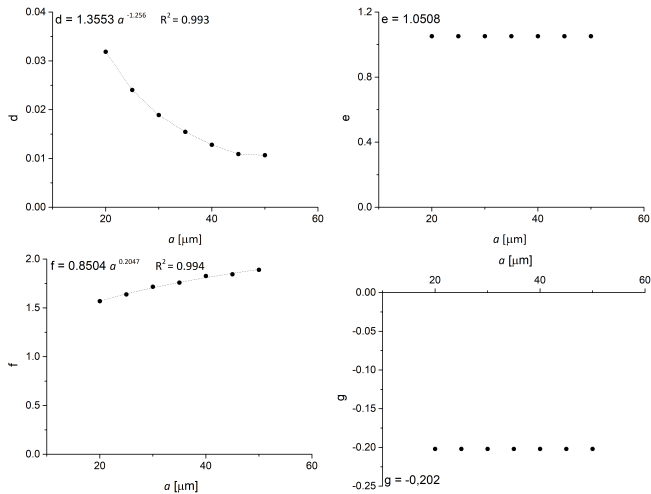 d = 1.3553 a -1.256 R2 = 0.993
0.04
0.03
0.02
0.01
0.00
d
20 40 60
a [μm]
e = 1.0508
1.2
0.8
0.4
0.0
e
20 40 60
a [μm]
f = 0.8504 a 0.2047 R2 = 0.994
2.0
1.5
1.0
0.5
0.0
f
20 40 60
a [μm]
a [μm]
20 40 60
0.00
-0.05
-0.10
-0.15
-0.20
-0.25
g
g = -0,202